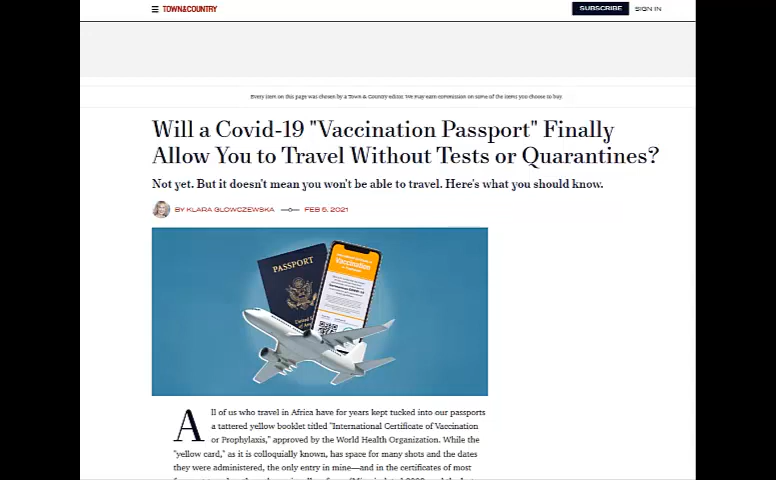 TOWN&COUNTRY
SUBSCRIBE
SIGN IN
Every item on this page was chosen by a Town & Country editor. We may earn commission on some of the items you choose to buy.
Will a Covid-19 "Vaccination Passport" Finally
Allow You to Travel Without Tests or Quarantines?
Not yet. But it doesn't mean you won't be able to travel. Here's what you should know.
BY KLARA GLOWCZEWSKA
FEB 5, 2021
PASSPORT
Vaccination
All of us who travel in Africa have for years kept tucked into our passports
a tattered yellow booklet titled "International Certificate of Vaccination
or Prophylaxis," approved by the World Health Organization. While the
"yellow card," as it is colloquially known, has space for many shots and the dates
they were administered, the only entry in mine—and in the certificates of most